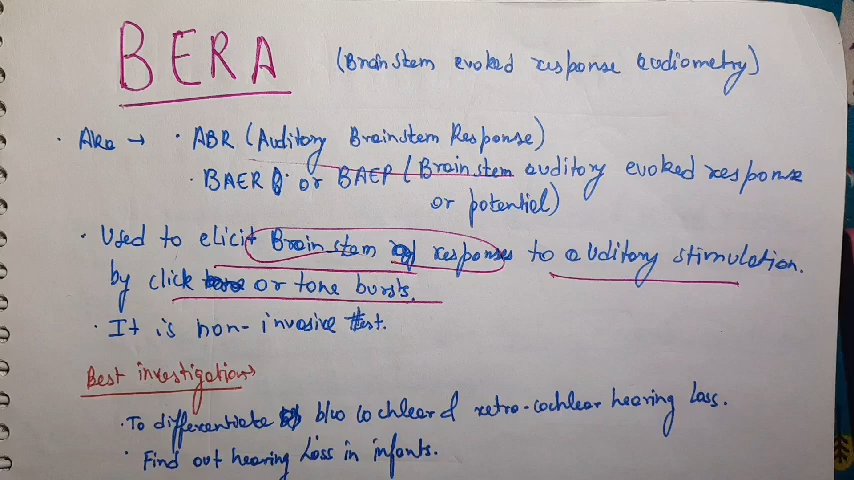 BERA (Brainstem evoked response audiometry)
• Aka → • ABR (Auditory Brainstem Response)
• BAER or BAEP (Brainstem auditory evoked response
or potential)
• Used to elicit Brainstem responses to auditory stimulation.
by click or tone bursts.
• It is non-invasive test.
Best investigations
• To differentiate b/w cochlear & retro-cochlear hearing loss.
• Find out hearing Loss in infants.